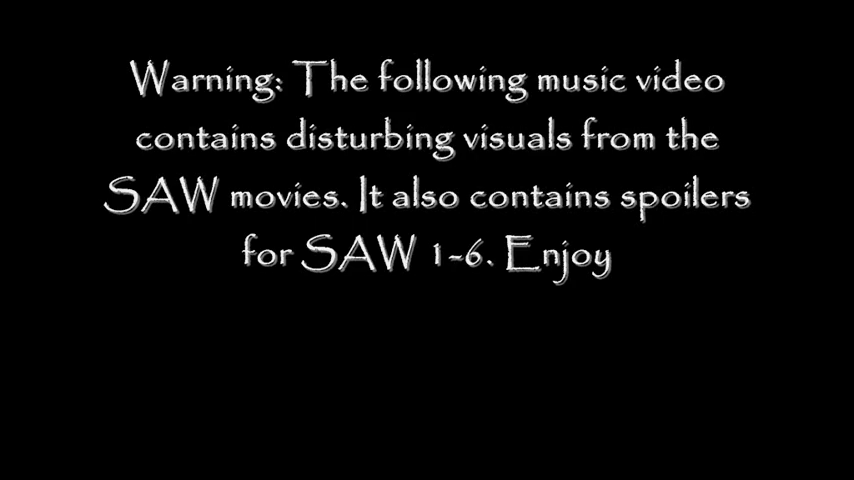 Warning: The following music video
contains disturbing visuals from the
SAW movies. It also contains spoilers
for SAW 1-6. Enjoy